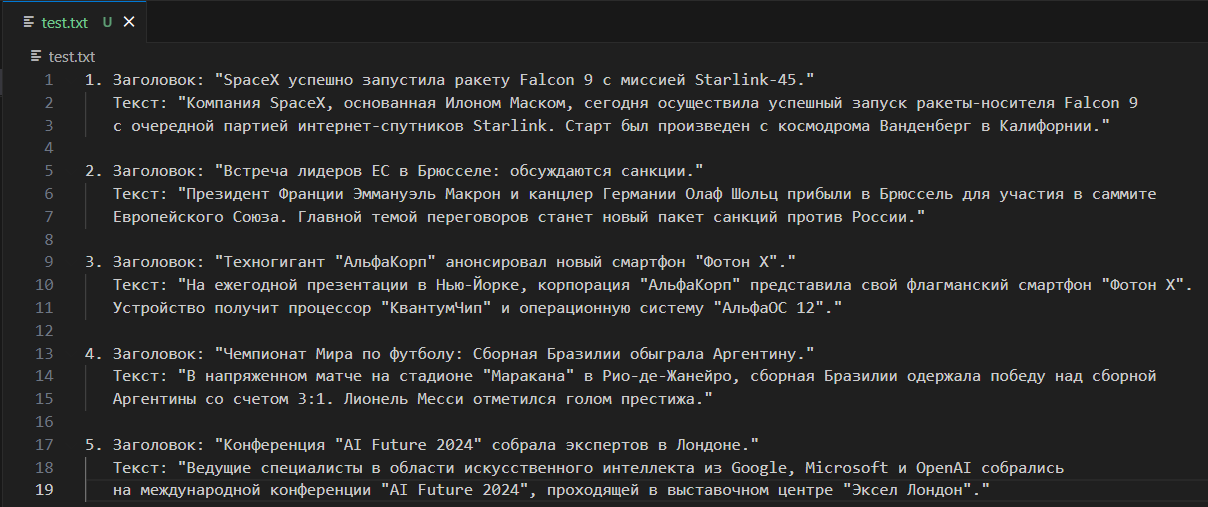 test.txt U
test.txt
1 1. Заголовок: "SpaceX успешно запустила ракету Falcon 9 с миссией Starlink-45."
2 Текст: "Компания SpaceX, основанная Илоном Маском, сегодня осуществила успешный запуск ракеты-носителя Falcon 9
3 с очередной партией интернет-спутников Starlink. Старт был произведен с космодрома Ванденберг в Калифорнии."
4
5 2. Заголовок: "Встреча лидеров ЕС в Брюсселе: обсуждаются санкции."
6 Текст: "Президент Франции Эммануэль Макрон и канцлер Германии Олаф Шольц прибыли в Брюссель для участия в саммите
7 Европейского Союза. Главной темой переговоров станет новый пакет санкций против России."
8
9 3. Заголовок: "Техногигант "АльфаКорп" анонсировал новый смартфон "Фотон X"."
10 Текст: "На ежегодной презентации в Нью-Йорке, корпорация "АльфаКорп" представила свой флагманский смартфон "Фотон X".
11 Устройство получит процессор "КвантумЧип" и операционную систему "АльфаОС 12"."
12
13 4. Заголовок: "Чемпионат Мира по футболу: Сборная Бразилии обыграла Аргентину."
14 Текст: "В напряженном матче на стадионе "Маракана" в Рио-де-Жанейро, сборная Бразилии одержала победу над сборной
15 Аргентины со счетом 3:1. Лионель Месси отметился голом престижа."
16
17 5. Заголовок: "Конференция "AI Future 2024" собрала экспертов в Лондоне."
18 Текст: "Ведущие специалисты в области искусственного интеллекта из Google, Microsoft и OpenAI собрались
19 на международной конференции "AI Future 2024", проходящей в выставочном центре "Эксел Лондон"."